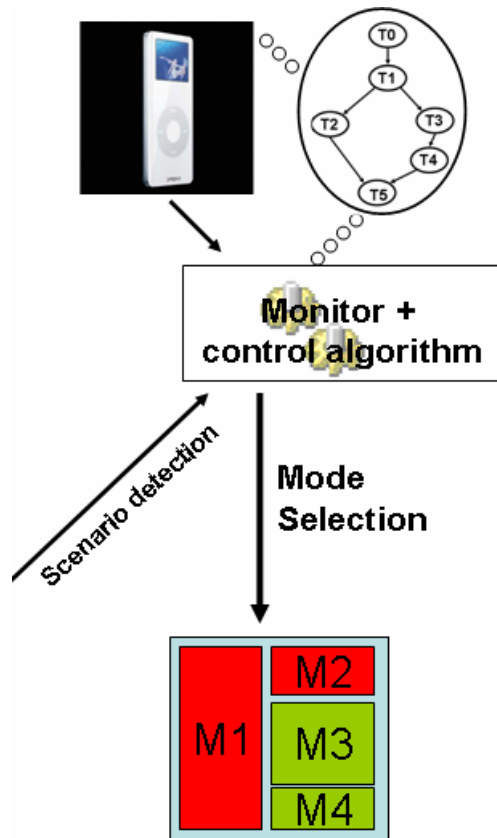 T0
T1
T2
T3
T4
T5
Monitor +
control algorithm
Scenario detection
Mode
Selection
M1
M2
M3
M4